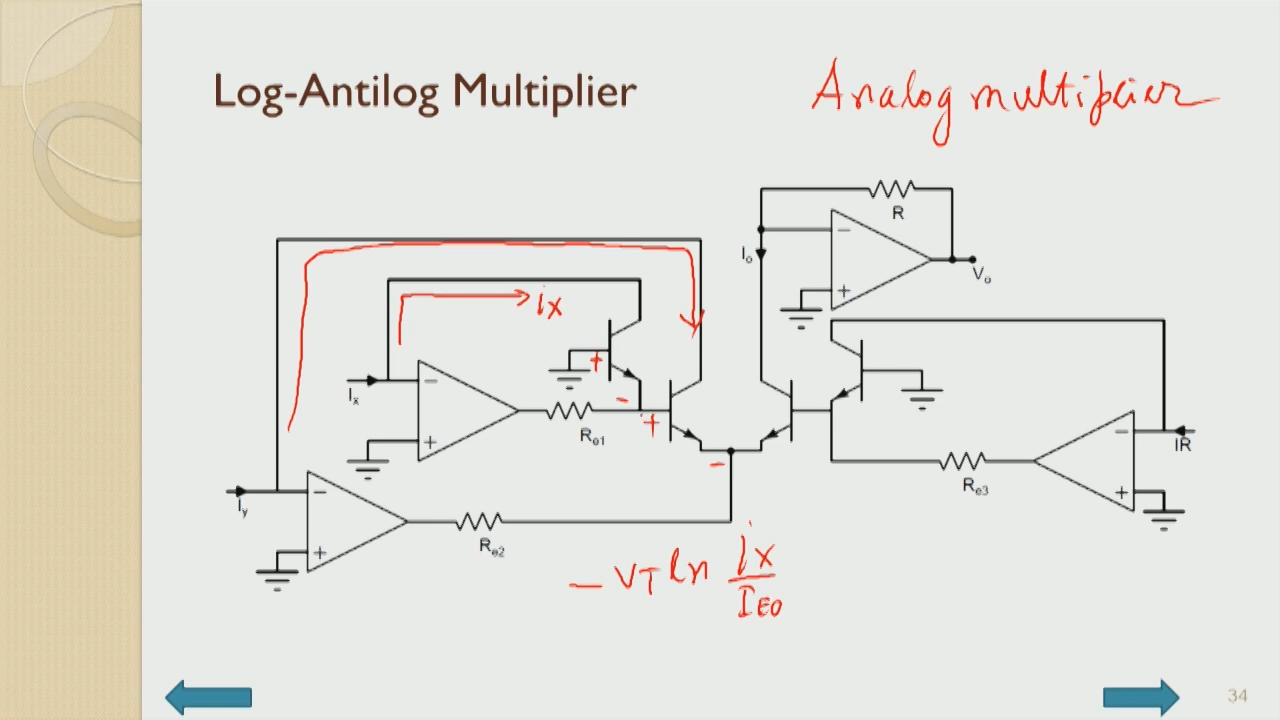 Log-Antilog Multiplier
Analog multiplier
R
Io
Vo
ix
Ix
Re1
IR
Re3
Iy
Re2
− VT ln ix / IEO
34